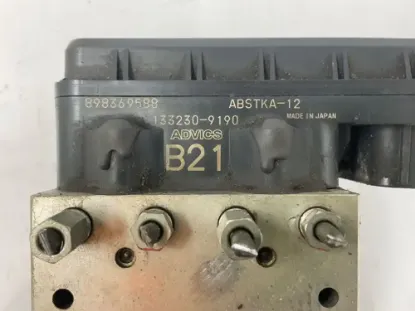 898369588 ABSTKA-12
133230-9190 MADE IN JAPAN
ADVICS
B21